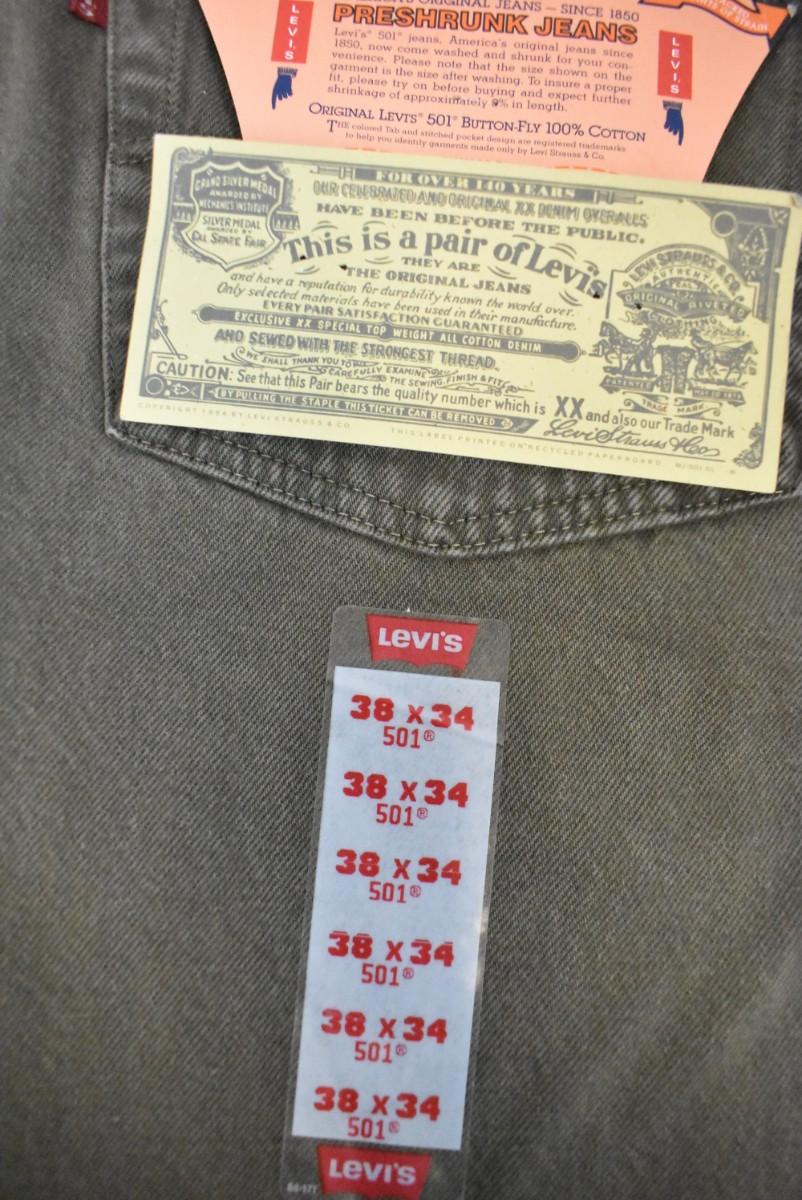 ORIGINAL JEANS — SINCE 1850
PRESHRUNK JEANS
Levi's® 501® jeans, America's original jeans since
1850, now come washed and shrunk for your con-
venience. Please note that the size shown on the
garment is the size after washing. To insure a proper
fit, please try on before buying and expect further
shrinkage of approximately 9% in length.
ORIGINAL LEVI'S® 501® BUTTON-FLY 100% COTTON
THE colored Tab and stitched pocket design are registered trademarks
to help you identify garments made only by Levi Strauss & Co.
LEVI'S
LEVI'S
GRAND SILVER MEDAL
AWARDED BY
MECHANICS INSTITUTE
SILVER MEDAL
AWARDED BY
CAL STATE FAIR
FOR OVER 140 YEARS
OUR CELEBRATED AND ORIGINAL XX DENIM OVERALLS
HAVE BEEN BEFORE THE PUBLIC.
This is a pair of Levi's
THEY ARE
THE ORIGINAL JEANS
and have a reputation for durability known the world over.
Only selected materials have been used in their manufacture.
EVERY PAIR SATISFACTION GUARANTEED
EXCLUSIVE XX SPECIAL TOP WEIGHT ALL COTTON DENIM
AND SEWED WITH THE STRONGEST THREAD.
WE SHALL THANK YOU TO
CAREFULLY EXAMINE
THE SEWING, FINISH & FIT
CAUTION: See that this Pair bears the quality number which is XX and also our Trade Mark
BY PULLING THE STAPLE THIS TICKET CAN BE REMOVED
Levi Strauss & Co
LEVI STRAUSS & CO.
AUTHENTIC
ORIGINAL RIVETED
CLOTHING
PATENTED
MAY 20 1873
TRADE MARK
COPYRIGHT 1994 BY LEVI STRAUSS & CO.
THIS LABEL PRINTED ON RECYCLED PAPERBOARD
Levi's
38 x 34
501®
38 x 34
501®
38 x 34
501®
38 x 34
501®
38 x 34
501®
38 x 34
501®
Levi's